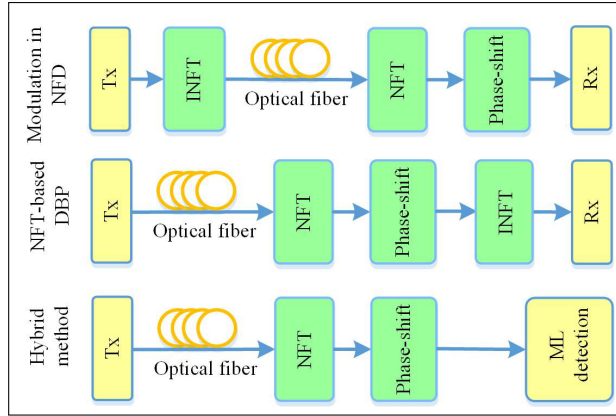 Modulation in
NFD
Tx
INFT
Optical fiber
NFT
Phase-shift
Rx
NFT-based
DBP
Tx
Optical fiber
NFT
Phase-shift
INFT
Rx
Hybrid
method
Tx
Optical fiber
NFT
Phase-shift
ML
detection